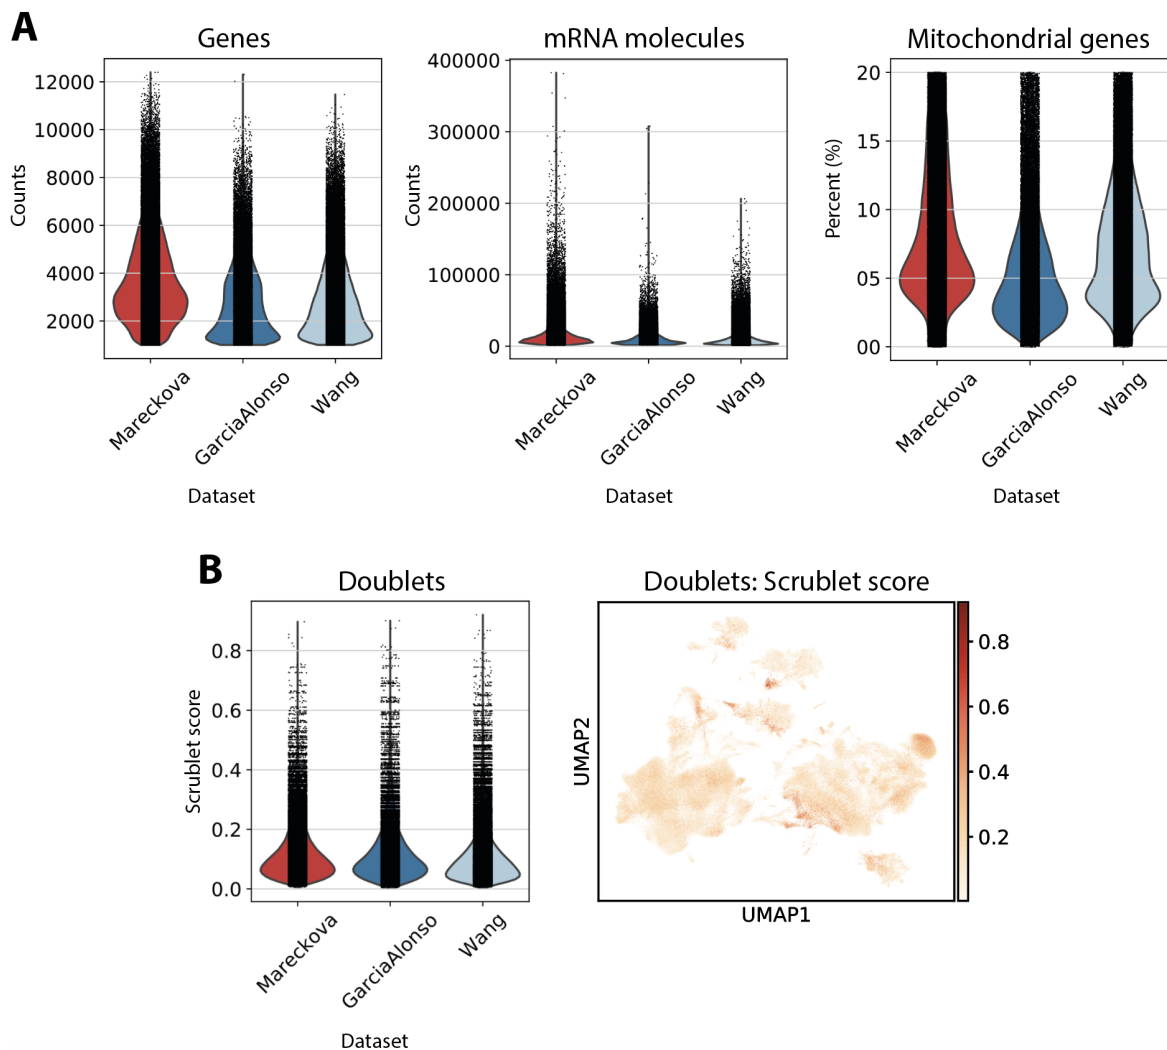 A
Genes
mRNA molecules
Mitochondrial genes
Counts
12000
10000
8000
6000
4000
2000
Mareckova
GarciaAlonso
Wang
Dataset
Counts
400000
300000
200000
100000
0
Mareckova
GarciaAlonso
Wang
Dataset
Percent (%)
20
15
10
05
00
Mareckova
GarciaAlonso
Wang
Dataset
B
Doublets
Doublets: Scrublet score
Scrublet score
0.8
0.6
0.4
0.2
0.0
Mareckova
GarciaAlonso
Wang
Dataset
UMAP2
UMAP1
0.8
0.6
0.4
0.2